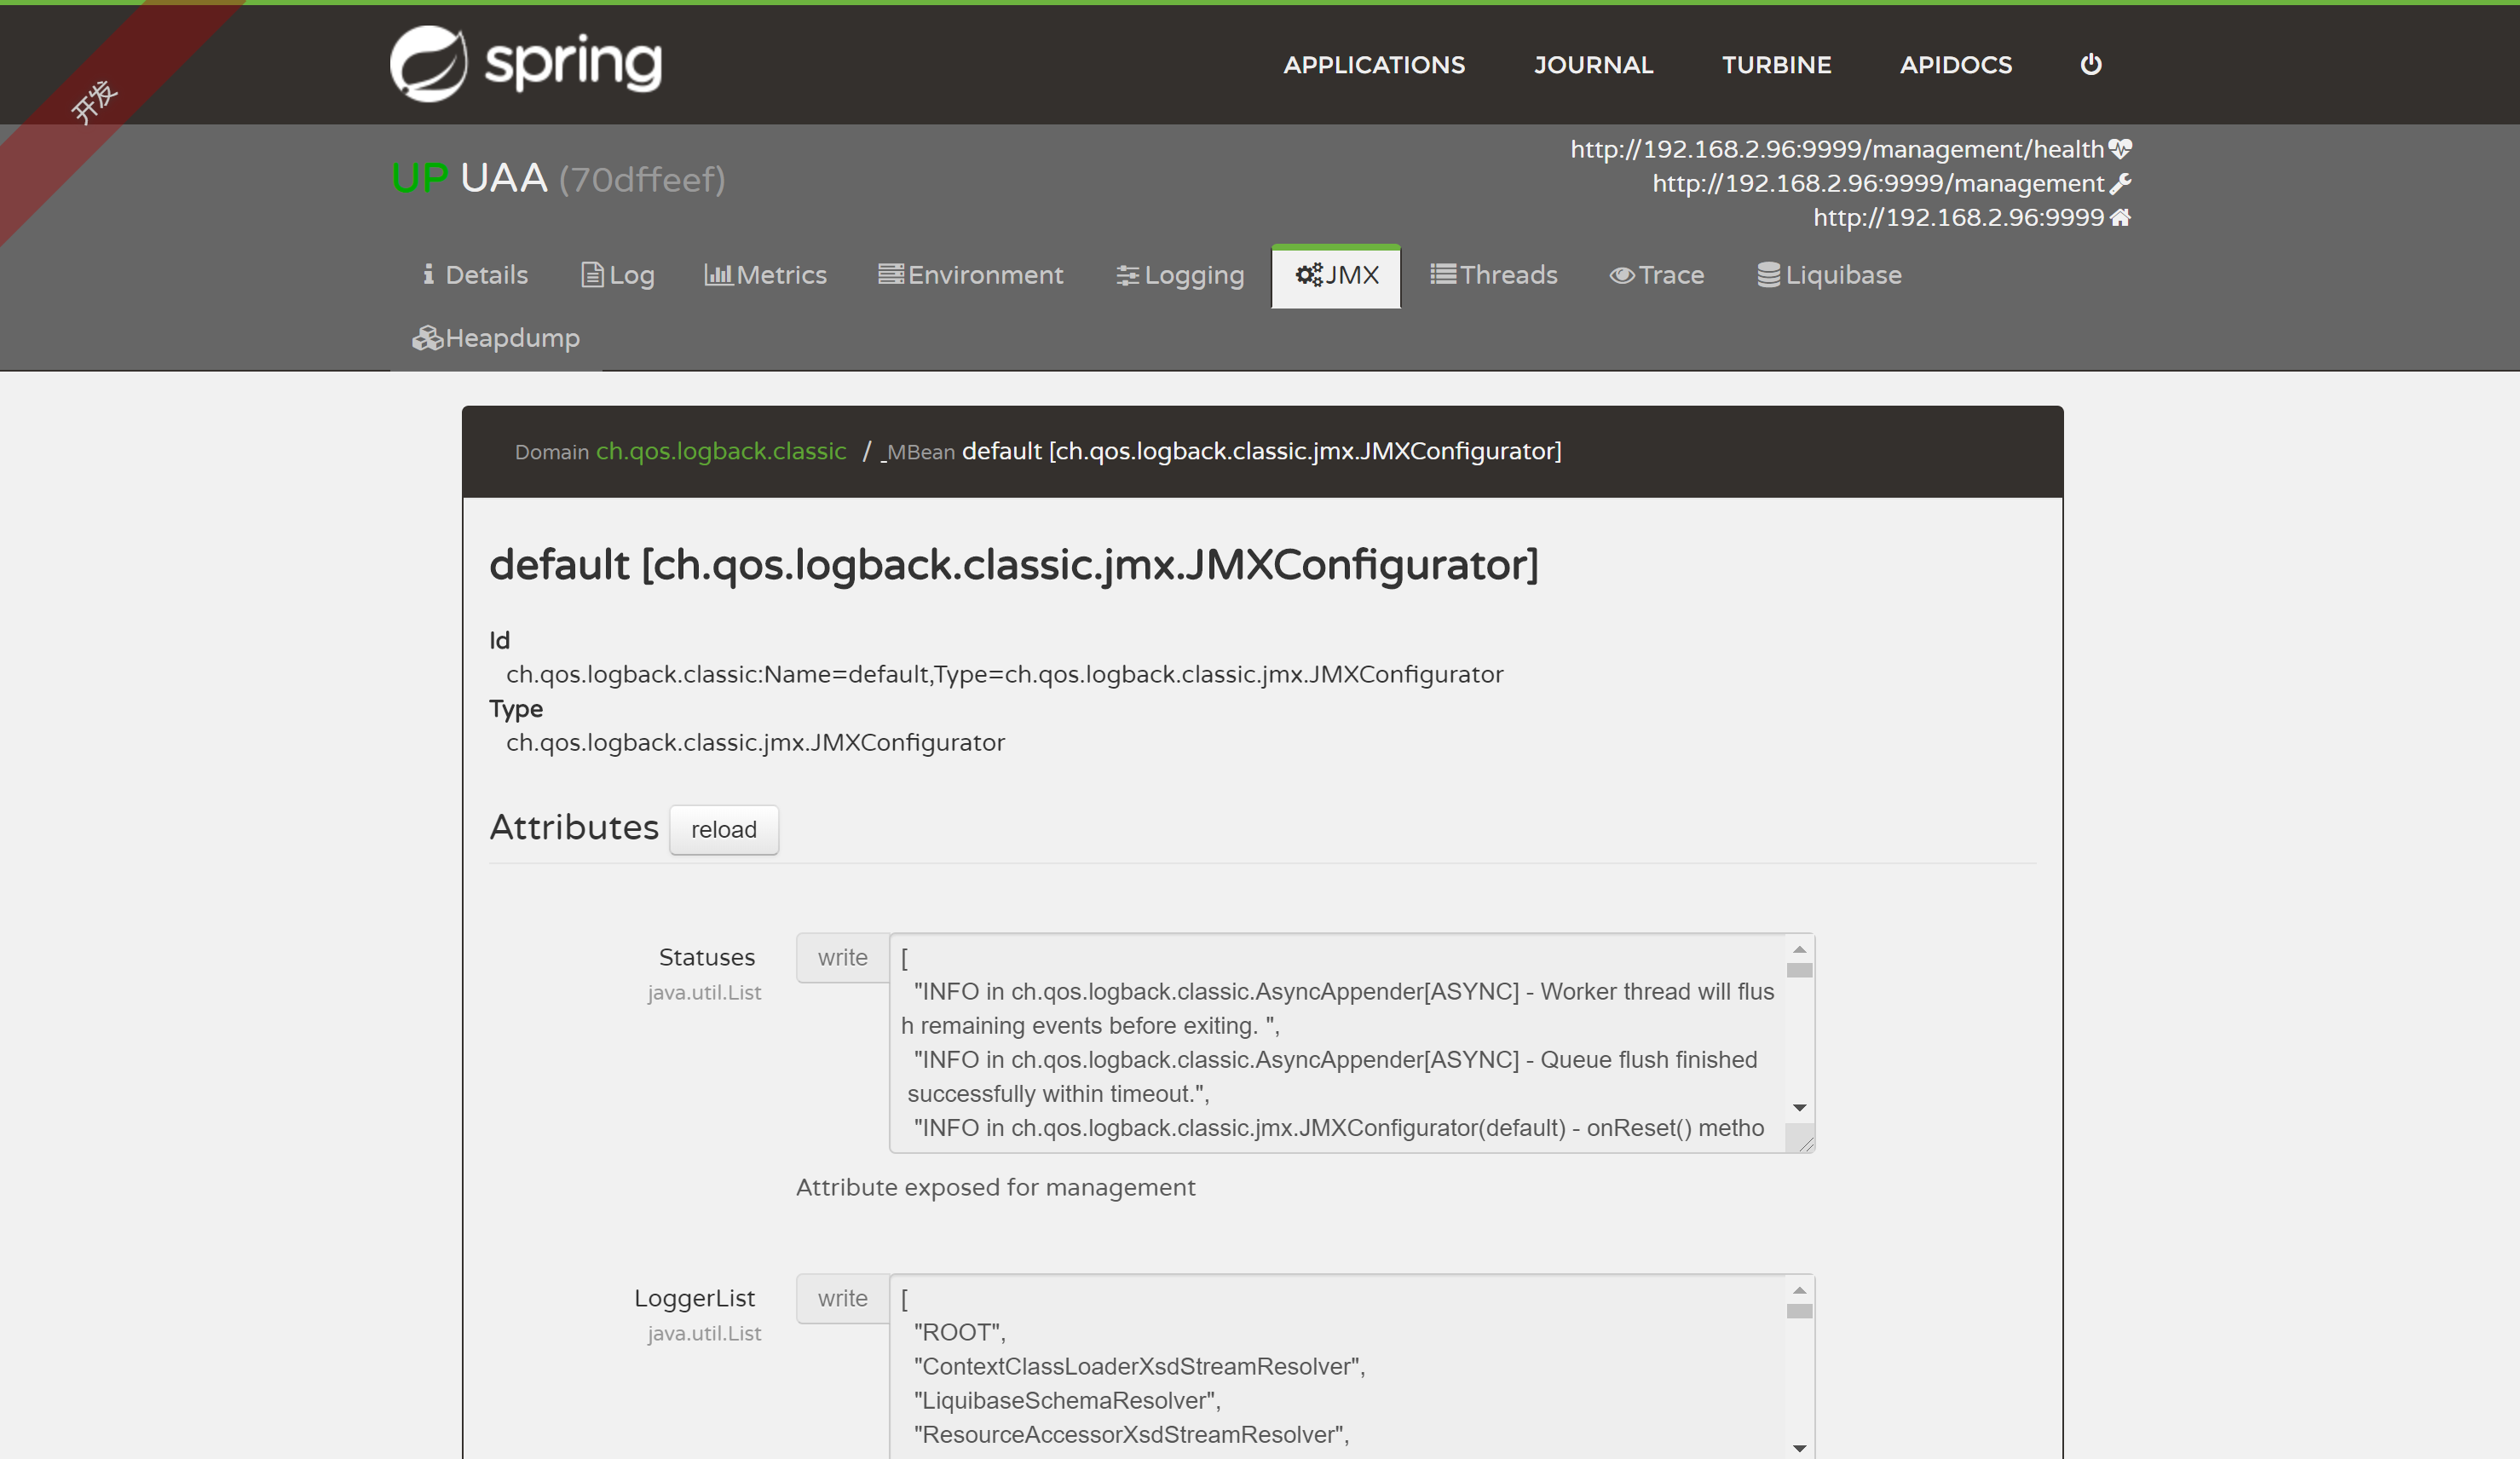 开发
spring
APPLICATIONS JOURNAL TURBINE APIDOCS
UP UAA (70dffeef)
http://192.168.2.96:9999/management/health
http://192.168.2.96:9999/management
http://192.168.2.96:9999
Details Log Metrics Environment Logging JMX Threads Trace Liquibase
Heapdump
Domain ch.qos.logback.classic / MBean default [ch.qos.logback.classic.jmx.JMXConfigurator]
default [ch.qos.logback.classic.jmx.JMXConfigurator]
Id
ch.qos.logback.classic:Name=default,Type=ch.qos.logback.classic.jmx.JMXConfigurator
Type
ch.qos.logback.classic.jmx.JMXConfigurator
Attributes reload
Statuses write [
java.util.List
"INFO in ch.qos.logback.classic.AsyncAppender[ASYNC] - Worker thread will flus
h remaining events before exiting. ",
"INFO in ch.qos.logback.classic.AsyncAppender[ASYNC] - Queue flush finished
successfully within timeout.",
"INFO in ch.qos.logback.classic.jmx.JMXConfigurator(default) - onReset() metho
Attribute exposed for management
LoggerList write [
java.util.List
"ROOT",
"ContextClassLoaderXsdStreamResolver",
"LiquibaseSchemaResolver",
"ResourceAccessorXsdStreamResolver",